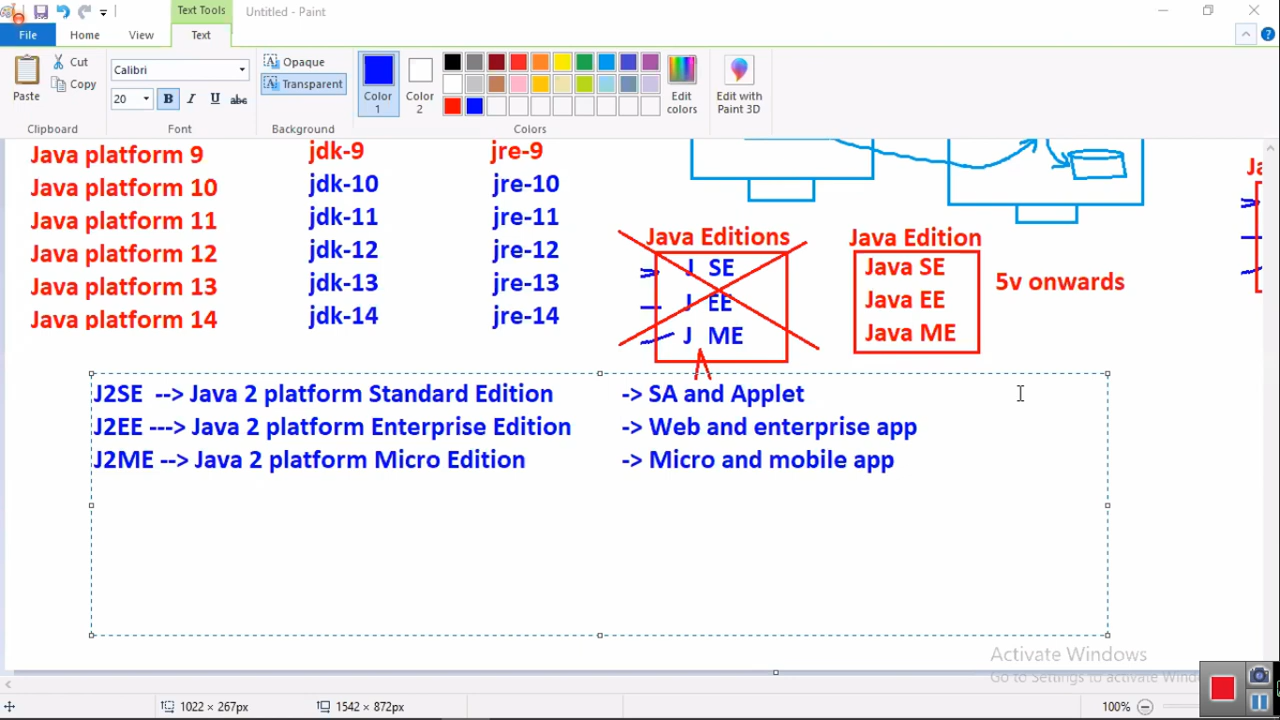 Text Tools
Untitled - Paint
File Home View Text
Paste
Cut
Copy
Clipboard
Calibri
20 B I U abc
Font
Opaque
Transparent
Background
Color 1
Color 2
Colors
Edit colors
Edit with Paint 3D
Java platform 9 jdk-9 jre-9
Java platform 10 jdk-10 jre-10
Java platform 11 jdk-11 jre-11
Java platform 12 jdk-12 jre-12
Java platform 13 jdk-13 jre-13
Java platform 14 jdk-14 jre-14
Java Editions
J SE
J EE
J ME
Java Edition
Java SE
Java EE
Java ME
5v onwards
J2SE --> Java 2 platform Standard Edition -> SA and Applet
J2EE ---> Java 2 platform Enterprise Edition -> Web and enterprise app
J2ME --> Java 2 platform Micro Edition -> Micro and mobile app
Activate Windows
Go to Settings to activate
1022 × 267px
1542 × 872px
100%